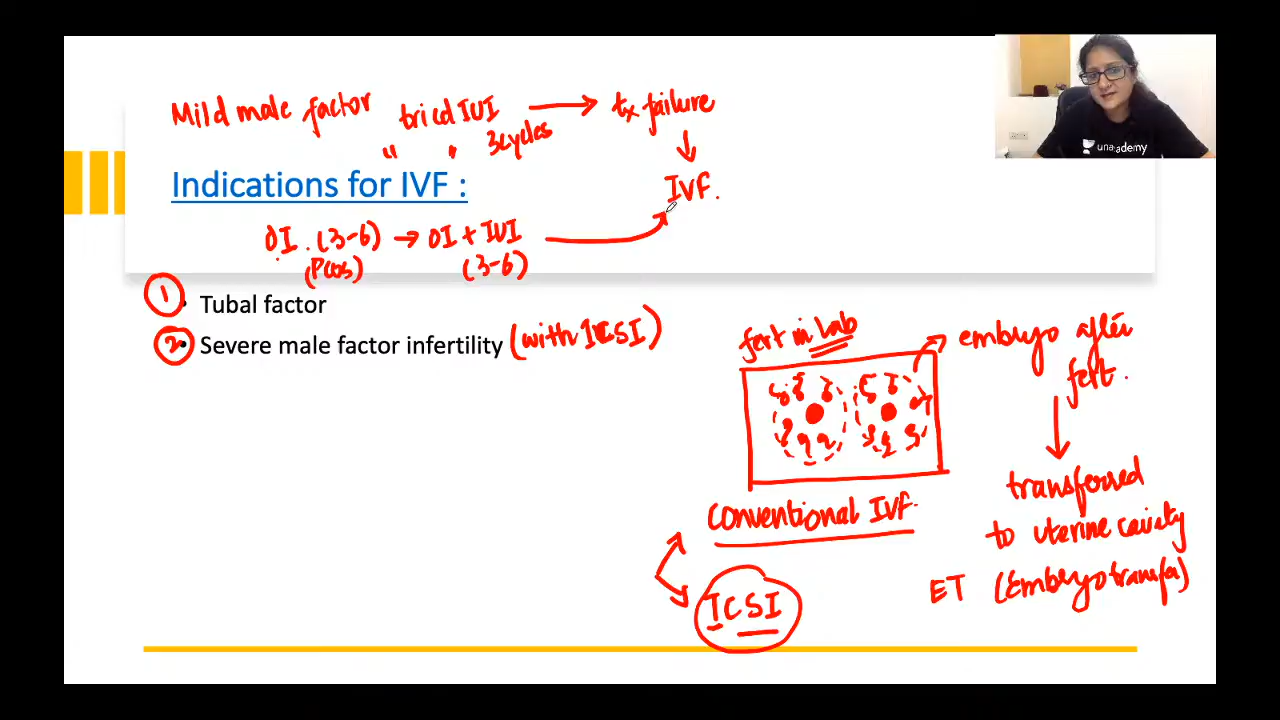 Mild male factor tried IUI → tx failure
" " 3cycles ↓
Indications for IVF :
IVF.
OI . (3-6) → OI + IUI
(PCOS) (3-6)
1 • Tubal factor
2 • Severe male factor infertility (with ICSI)
fert in Lab
embryo after
fert.
transferred
to uterine cavity
ET (Embryo transfer)
conventional IVF.
ICSI
unacademy